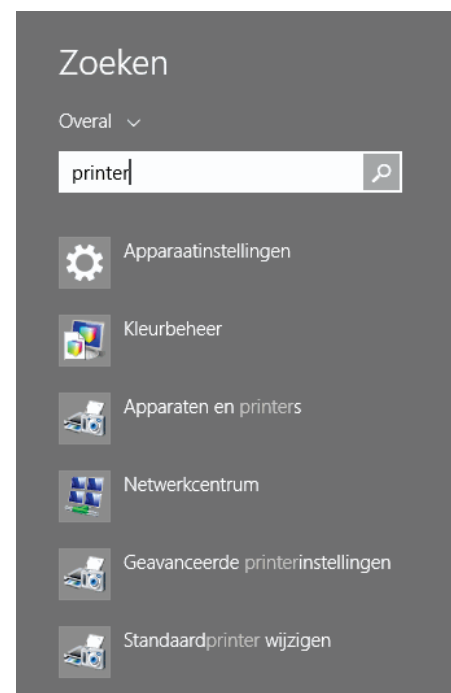 Zoeken
Overal
printer
Apparaatinstellingen
Kleurbeheer
Apparaten en printers
Netwerkcentrum
Geavanceerde printerinstellingen
Standaardprinter wijzigen